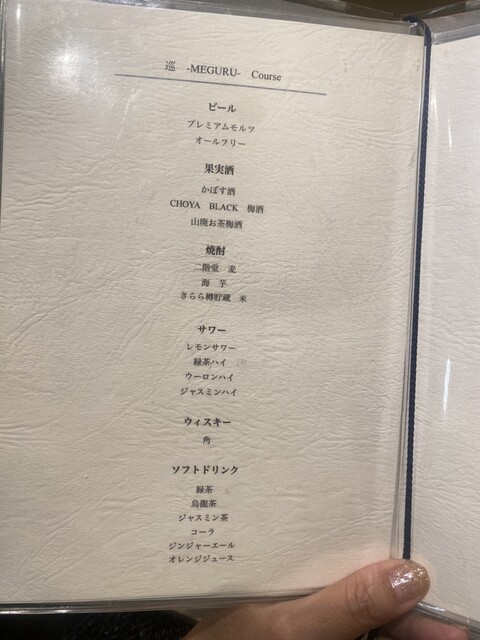 巡 -MEGURU- Course
ビール
プレミアムモルツ
オールフリー
果実酒
かぼす酒
CHOYA BLACK 梅酒
山廃お茶梅酒
焼酎
二階堂 麦
海 芋
きらら樽貯蔵 米
サワー
レモンサワー
緑茶ハイ
ウーロンハイ
ジャスミンハイ
ウィスキー
角
ソフトドリンク
緑茶
烏龍茶
ジャスミン茶
コーラ
ジンジャーエール
オレンジジュース